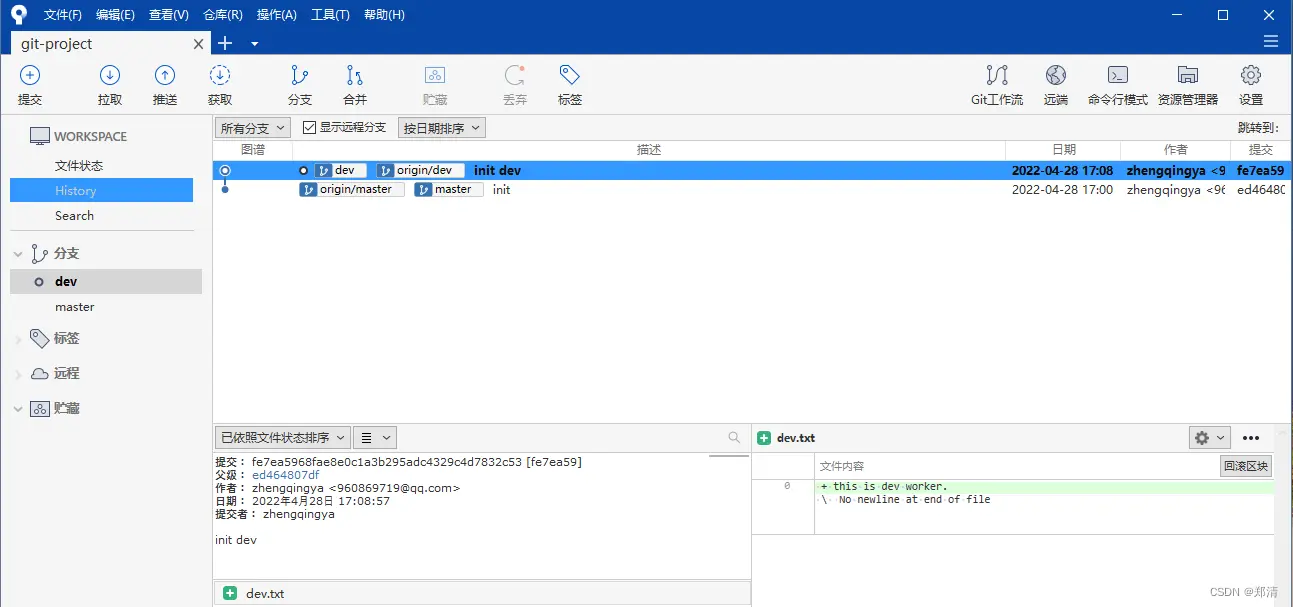 文件(F) 编辑(E) 查看(V) 仓库(R) 操作(A) 工具(T) 帮助(H)
git-project
提交 拉取 推送 获取 分支 合并 贮藏 丢弃 标签 Git工作流 远端 命令行模式 资源管理器 设置
WORKSPACE
文件状态
History
Search
分支
dev
master
标签
远程
贮藏
所有分支 显示远程分支 按日期排序 跳转到:
图谱 描述 日期 作者 提交
dev origin/dev init dev 2022-04-28 17:08 zhengqingya <9 fe7ea59
origin/master master init 2022-04-28 17:00 zhengqingya <96 ed46480
已依照文件状态排序
提交: fe7ea5968fae8e0c1a3b295adc4329c4d7832c53 [fe7ea59]
父级: ed464807df
作者: zhengqingya <960869719@qq.com>
日期: 2022年4月28日 17:08:57
提交者: zhengqingya
init dev
dev.txt
dev.txt
文件内容 回滚区块
0 + this is dev worker.
\ No newline at end of file
CSDN @郑清